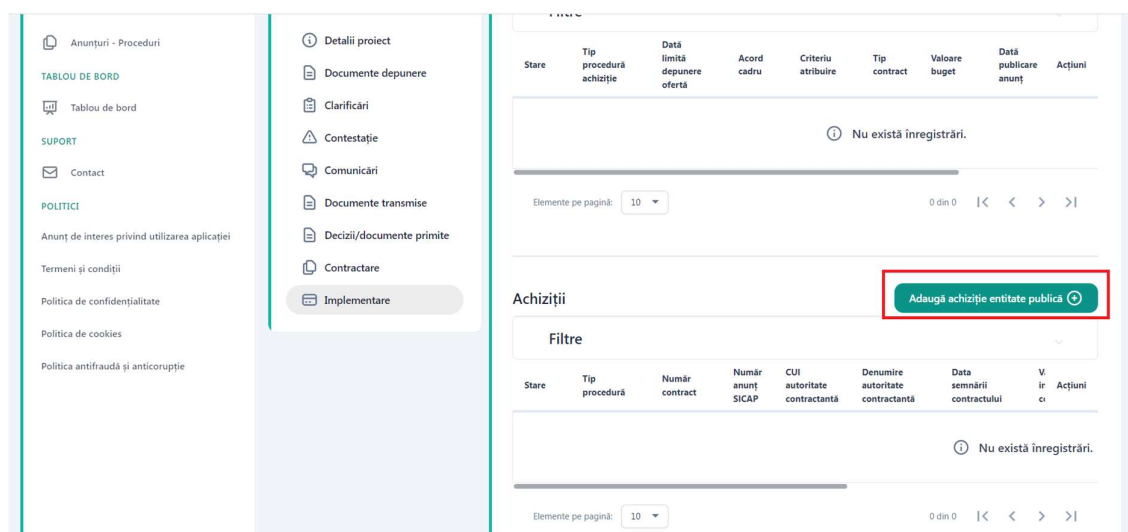 Anunțuri - Proceduri
TABLOU DE BORD
Tablou de bord
SUPORT
Contact
POLITICI
Anunț de interes privind utilizarea aplicației
Termeni și condiții
Politica de confidențialitate
Politica de cookies
Politica antifraudă și anticorupție
Detalii proiect
Documente depunere
Clarificări
Contestație
Comunicări
Documente transmise
Decizii/documente primite
Contractare
Implementare
Stare
Tip
procedură
achiziție
Dată
limită
depunere
ofertă
Acord
cadru
Criteriu
atribuire
Tip
contract
Valoare
buget
Dată
publicare
anunț
Acțiuni
Nu există înregistrări.
Elemente pe pagină: 10
0 din 0
Achiziții
Adaugă achiziție entitate publică
Filtre
Stare
Tip
procedură
Număr
contract
Număr
anunț
SICAP
CUI
autoritate
contractantă
Denumire
autoritate
contractantă
Data
semnării
contractului
Acțiuni
Nu există înregistrări.
Elemente pe pagină: 10
0 din 0